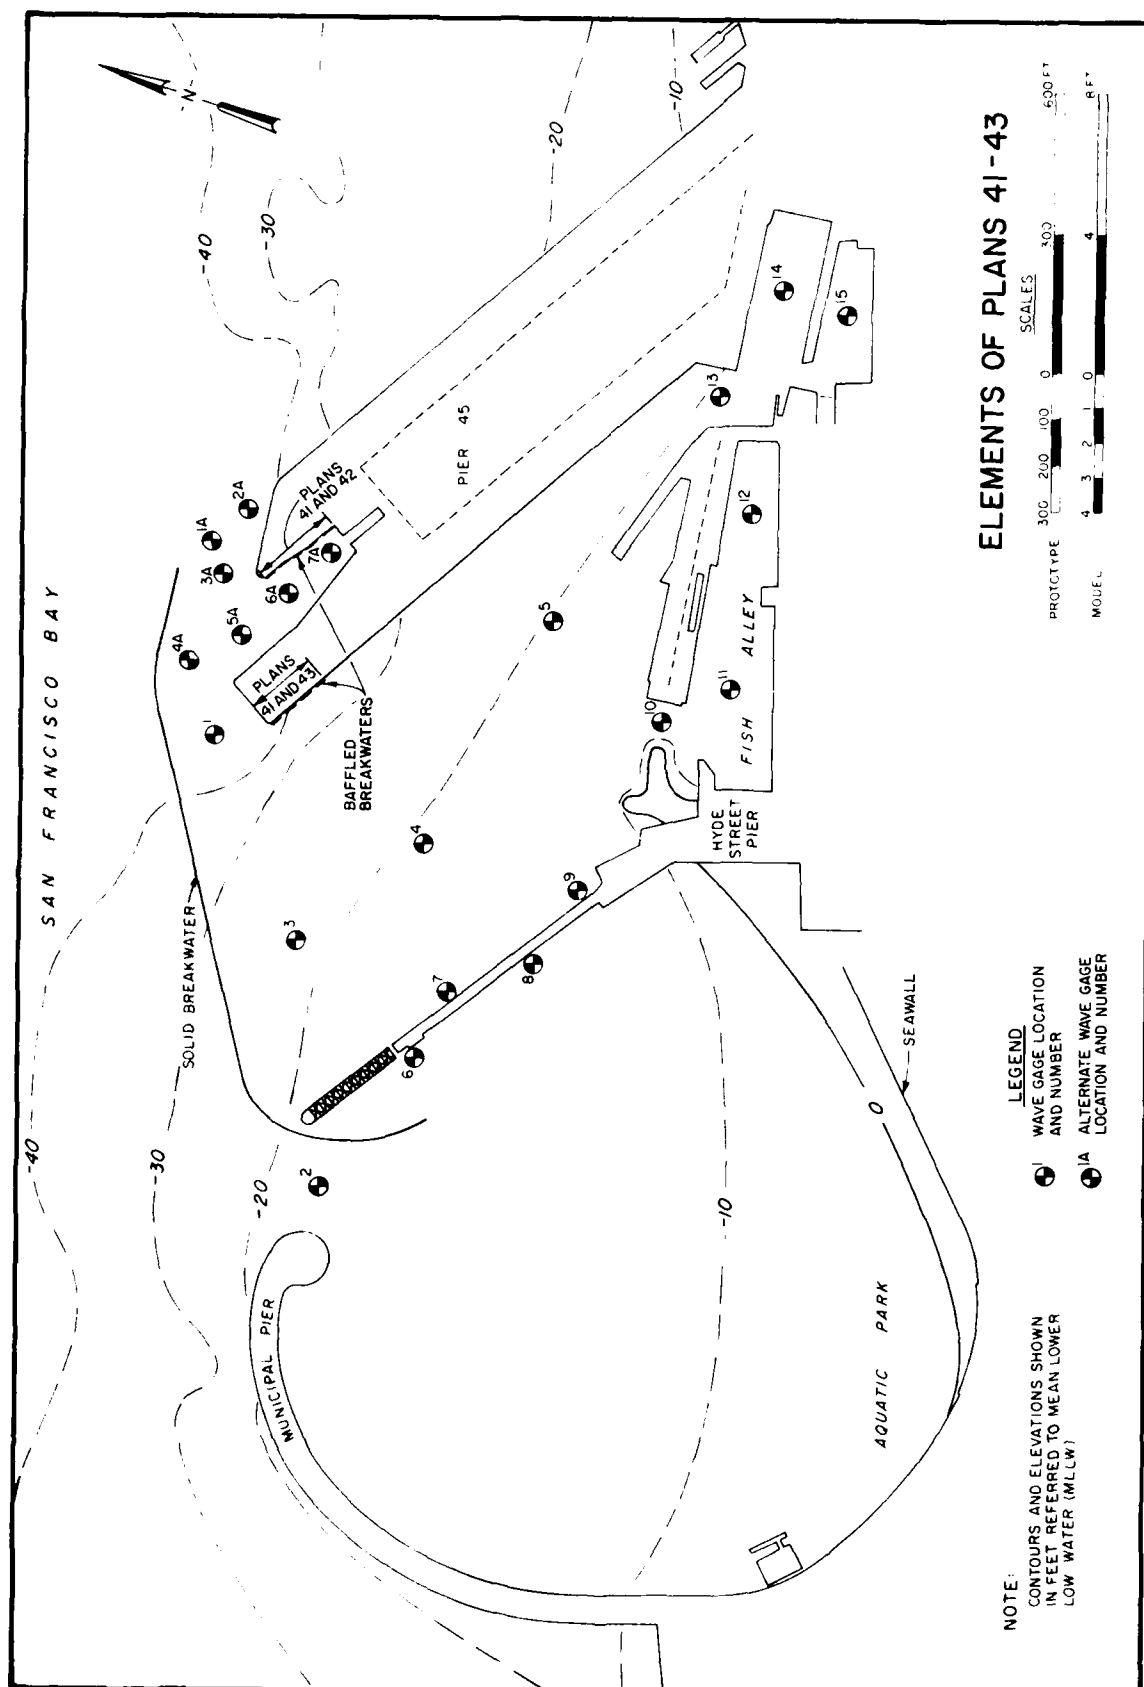 SAN FRANCISCO BAY
-40
-30
-20
-10
-40
-30
-20
-10
0
N
SOLID BREAKWATER
MUNICIPAL PIER
PLANS
41 AND 43
PLANS
41 AND 42
BAFFLED
BREAKWATERS
PIER 45
1
2
3
4
5
6
7
8
9
10
11
12
13
14
15
1A
2A
3A
4A
5A
6A
7A
HYDE
STREET
PIER
FISH ALLEY
AQUATIC PARK
SEAWALL
NOTE:
CONTOURS AND ELEVATIONS SHOWN
IN FEET REFERRED TO MEAN LOWER
LOW WATER (MLLW)
LEGEND
1 WAVE GAGE LOCATION
AND NUMBER
1A ALTERNATE WAVE GAGE
LOCATION AND NUMBER
ELEMENTS OF PLANS 41-43
SCALES
PROTOTYPE 300 200 100 0 300 600 FT
MODEL 4 3 2 1 0 4 8 FT